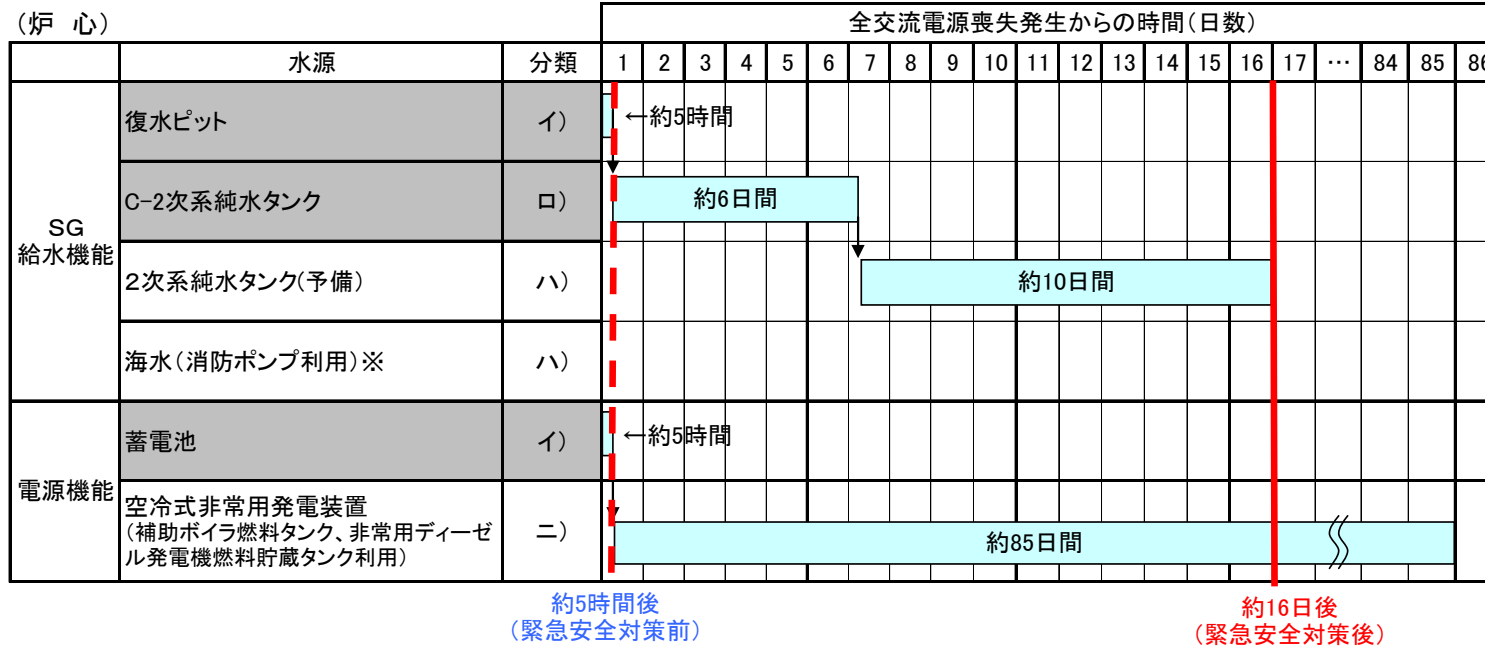 (炉 心)
全交流電源喪失発生からの時間(日数)
水源 分類 1 2 3 4 5 6 7 8 9 10 11 12 13 14 15 16 17 … 84 85 86
SG
給水機能
復水ピット イ) ←約5時間
C-2次系純水タンク ロ) 約6日間
2次系純水タンク(予備) ハ) 約10日間
海水(消防ポンプ利用)※ ハ)
電源機能
蓄電池 イ) ←約5時間
空冷式非常用発電装置
(補助ボイラ燃料タンク、非常用ディーゼ
ル発電機燃料貯蔵タンク利用)
ニ) 約85日間
約5時間後
(緊急安全対策前)
約16日後
(緊急安全対策後)